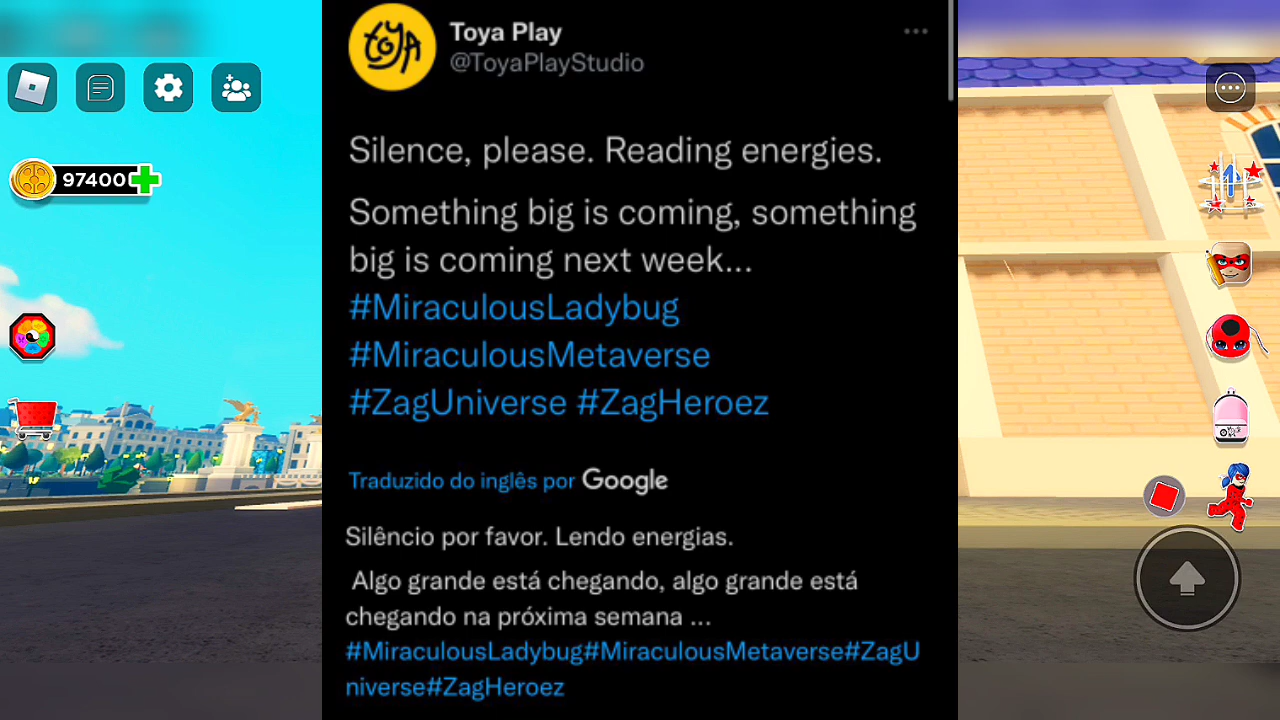 toyA
Toya Play
@ToyaPlayStudio
97400
Silence, please. Reading energies.
Something big is coming, something
big is coming next week...
#MiraculousLadybug
#MiraculousMetaverse
#ZagUniverse #ZagHeroez
Traduzido do inglês por Google
Silêncio por favor. Lendo energias.
Algo grande está chegando, algo grande está
chegando na próxima semana ...
#MiraculousLadybug#MiraculousMetaverse#ZagU
niverse#ZagHeroez